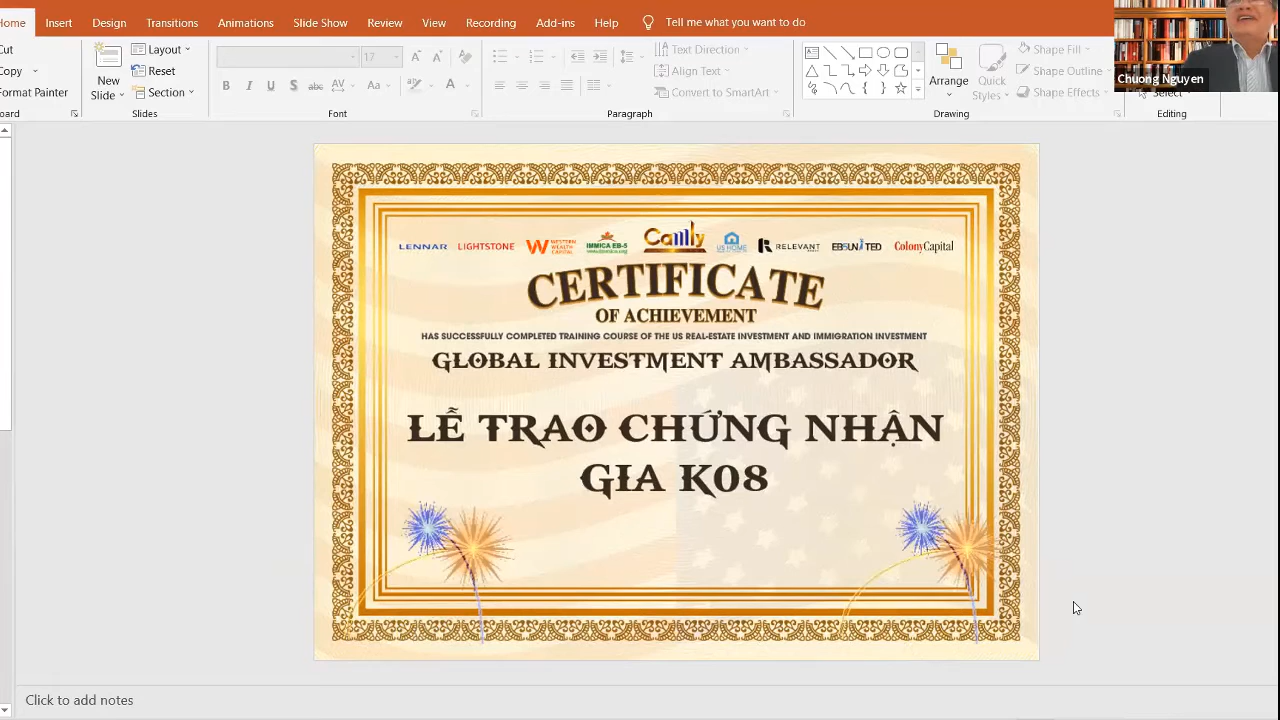 Home Insert Design Transitions Animations Slide Show Review View Recording Add-ins Help Tell me what you want to do
Cut
Copy
Format Painter
New
Slide
Layout
Reset
Section
Slides
17
Font
Text Direction
Align Text
Convert to SmartArt
Paragraph
Arrange
Quick
Styles
Shape Fill
Shape Outline
Shape Effects
Drawing
Select
Editing
Chuong Nguyen
LENNAR LIGHTSTONE WESTERN WEALTH CAPITAL IMMICA EB-5 Camly US HOME RELEVANT EB5UNITED ColonyCapital
CERTIFICATE
OF ACHIEVEMENT
HAS SUCCESSFULLY COMPLETED TRAINING COURSE OF THE US REAL-ESTATE INVESTMENT AND IMMIGRATION INVESTMENT
GLOBAL INVESTMENT AMBASSADOR
LỄ TRAO CHỨNG NHẬN
GIA K08
Click to add notes